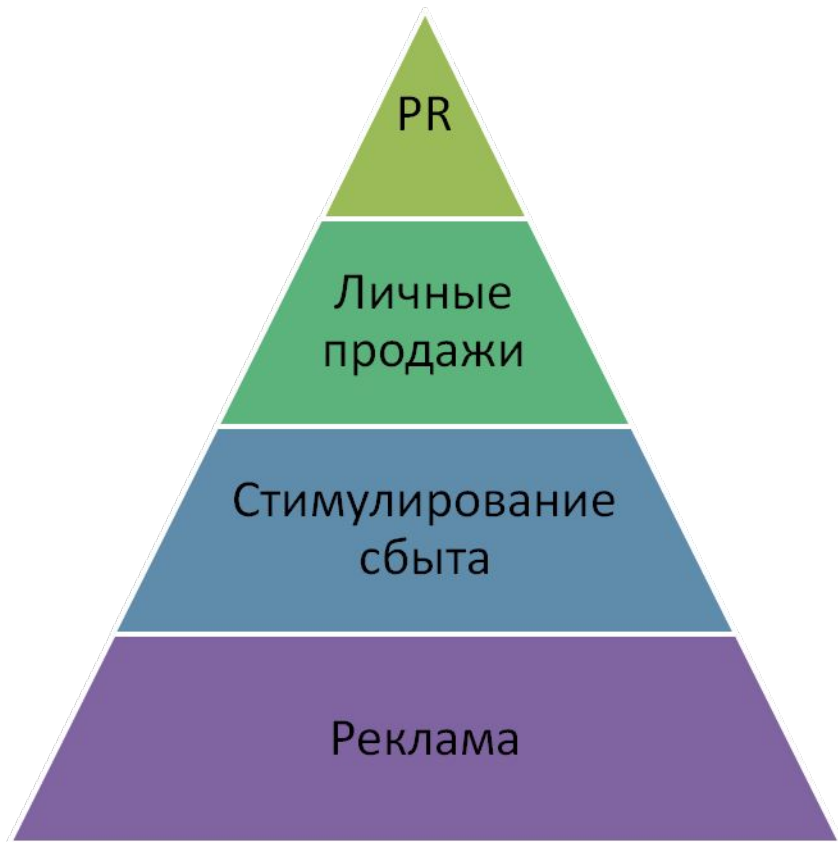 PR
Личные
продажи
Стимулирование
сбыта
Реклама